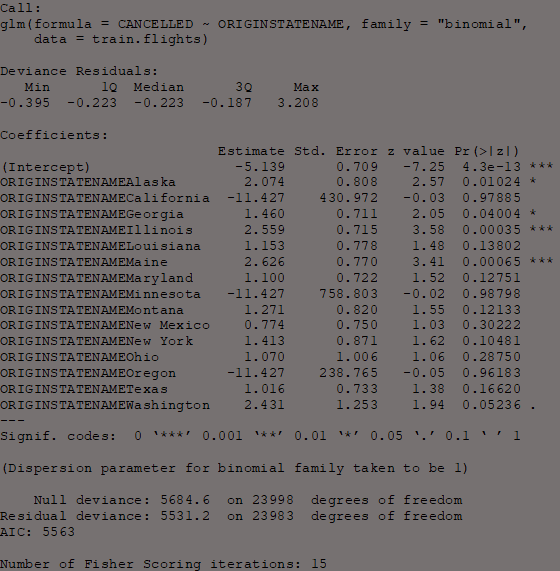 Call:
glm(formula = CANCELLED ~ ORIGINSTATENAME, family = "binomial",
    data = train.flights)

Deviance Residuals:
   Min      1Q  Median      3Q     Max
-0.395  -0.223  -0.223  -0.187   3.208

Coefficients:
                          Estimate Std. Error z value Pr(>|z|)
(Intercept)                 -5.139      0.709   -7.25  4.3e-13 ***
ORIGINSTATENAMEAlaska        2.074      0.808    2.57  0.01024 *
ORIGINSTATENAMECalifornia  -11.427    430.972   -0.03  0.97885
ORIGINSTATENAMEGeorgia       1.460      0.711    2.05  0.04004 *
ORIGINSTATENAMEIllinois      2.559      0.715    3.58  0.00035 ***
ORIGINSTATENAMELouisiana     1.153      0.778    1.48  0.13802
ORIGINSTATENAMEMaine         2.626      0.770    3.41  0.00065 ***
ORIGINSTATENAMEMaryland      1.100      0.722    1.52  0.12751
ORIGINSTATENAMEMinnesota   -11.427    758.803   -0.02  0.98798
ORIGINSTATENAMEMontana       1.271      0.820    1.55  0.12133
ORIGINSTATENAMENew Mexico    0.774      0.750    1.03  0.30222
ORIGINSTATENAMENew York      1.413      0.871    1.62  0.10481
ORIGINSTATENAMEOhio          1.070      1.006    1.06  0.28750
ORIGINSTATENAMEOregon      -11.427    238.765   -0.05  0.96183
ORIGINSTATENAMETexas         1.016      0.733    1.38  0.16620
ORIGINSTATENAMEWashington    2.431      1.253    1.94  0.05236 .
---
Signif. codes:  0 ‘***’ 0.001 ‘**’ 0.01 ‘*’ 0.05 ‘.’ 0.1 ‘ ’ 1

(Dispersion parameter for binomial family taken to be 1)

    Null deviance: 5684.6  on 23998  degrees of freedom
Residual deviance: 5531.2  on 23983  degrees of freedom
AIC: 5563

Number of Fisher Scoring iterations: 15